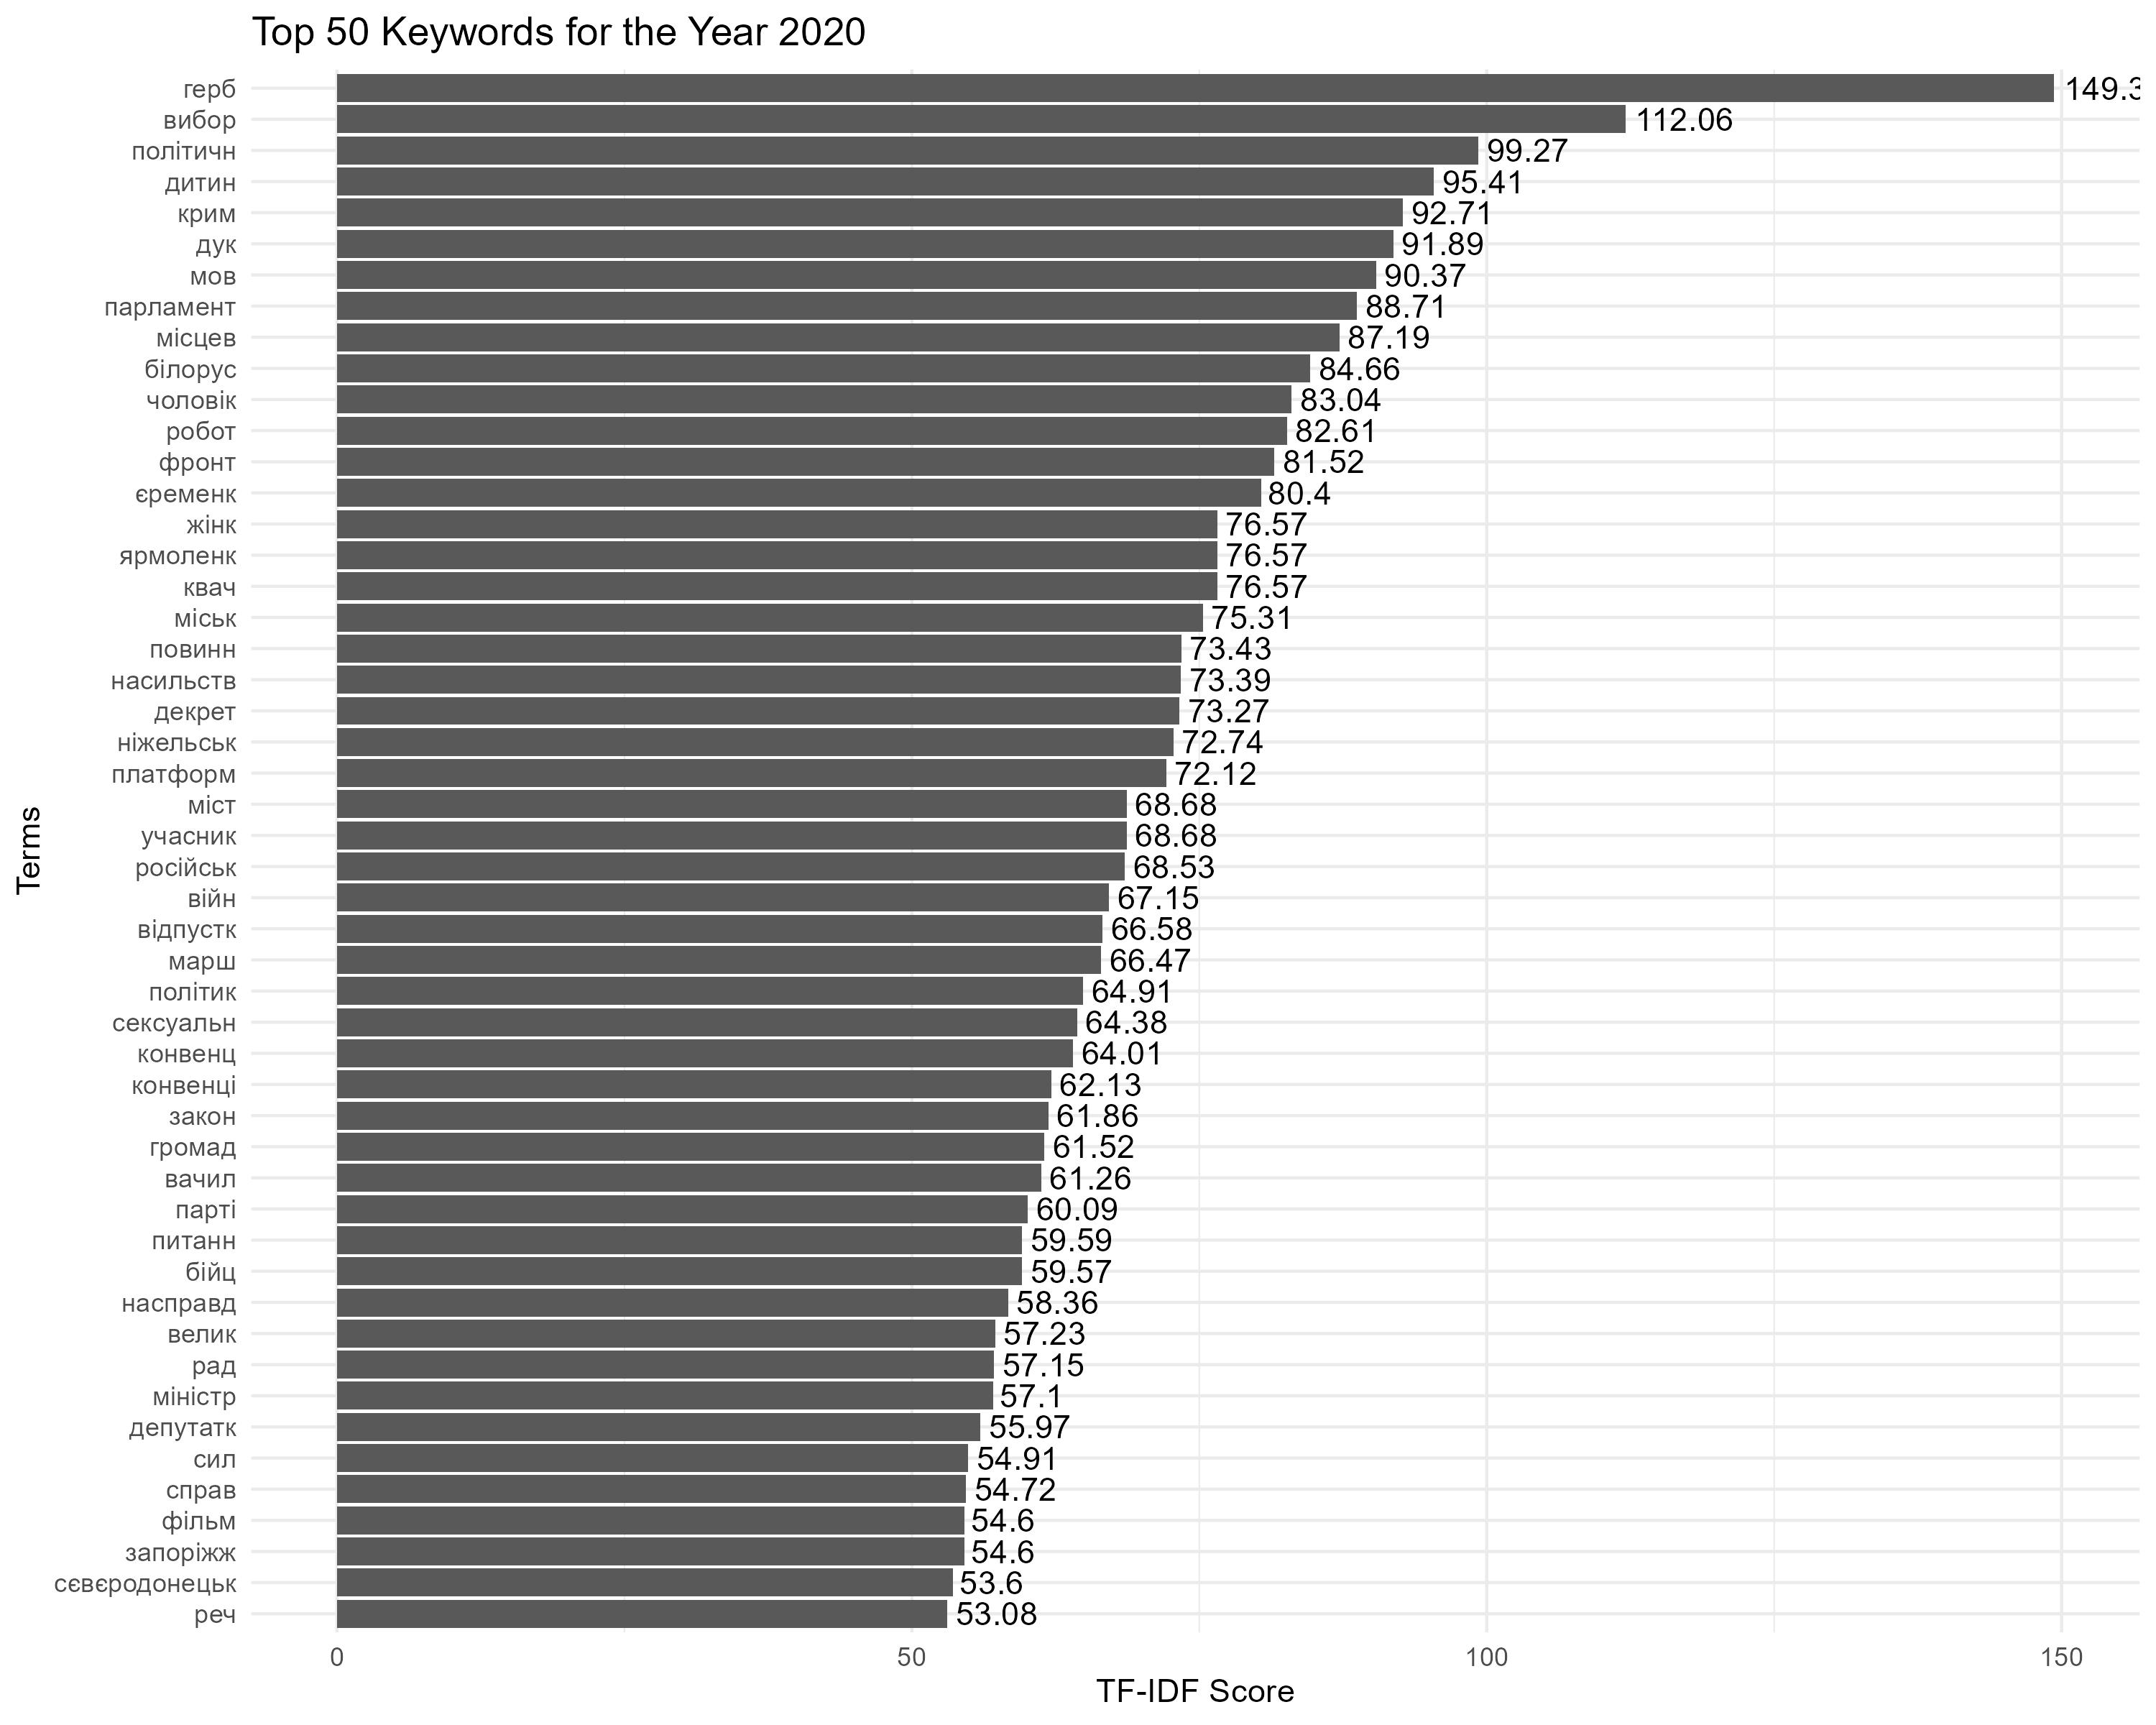 Top 50 Keywords for the Year 2020
герб 149.3
вибор 112.06
політичн 99.27
дитин 95.41
крим 92.71
дук 91.89
мов 90.37
парламент 88.71
місцев 87.19
білорус 84.66
чоловік 83.04
робот 82.61
фронт 81.52
єременк 80.4
жінк 76.57
ярмоленк 76.57
квач 76.57
міськ 75.31
повинн 73.43
насильств 73.39
декрет 73.27
ніжельськ 72.74
платформ 72.12
міст 68.68
учасник 68.68
російськ 68.53
війн 67.15
відпустк 66.58
марш 66.47
політик 64.91
сексуальн 64.38
конвенц 64.01
конвенці 62.13
закон 61.86
громад 61.52
вачил 61.26
парті 60.09
питанн 59.59
бійц 59.57
насправд 58.36
велик 57.23
рад 57.15
міністр 57.1
депутатк 55.97
сил 54.91
справ 54.72
фільм 54.6
запоріжж 54.6
сєвєродонецьк 53.6
реч 53.08
0 50 100 150
TF-IDF Score
Terms